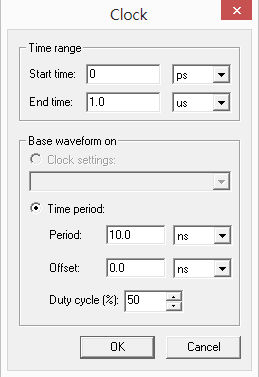 Clock
Time range
Start time: 0 ps
End time: 1.0 us
Base waveform on
Clock settings:
Time period:
Period: 10.0 ns
Offset: 0.0 ns
Duty cycle (%): 50
OK Cancel